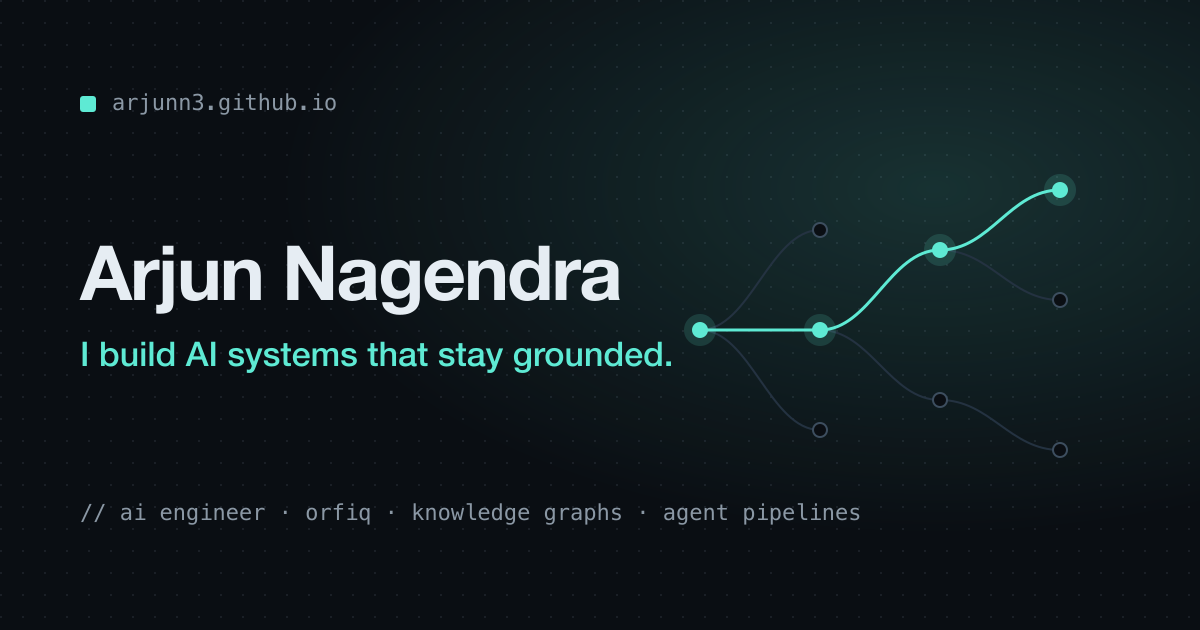 arjunn3.github.io
Arjun Nagendra
I build AI systems that stay grounded.
// ai engineer · orfiq · knowledge graphs · agent pipelines